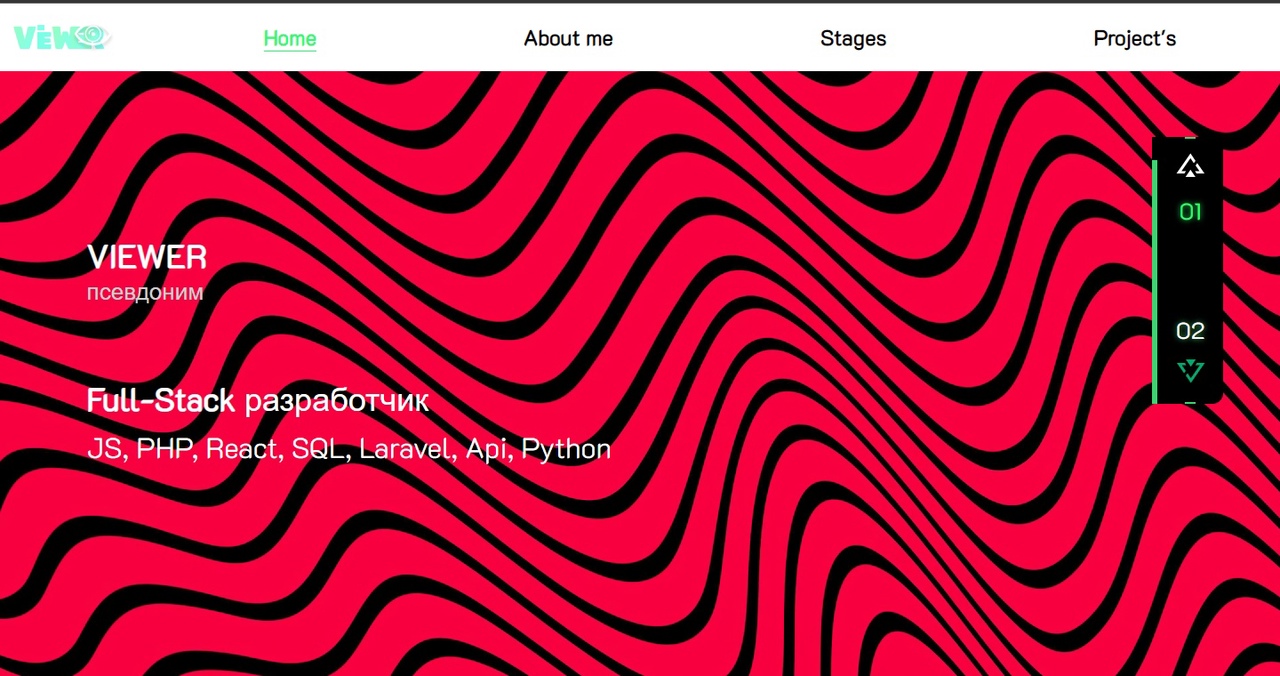 ViEWER
Home
About me
Stages
Project's
01
02
VIEWER
псевдоним
Full-Stack разработчик
JS, PHP, React, SQL, Laravel, Api, Python